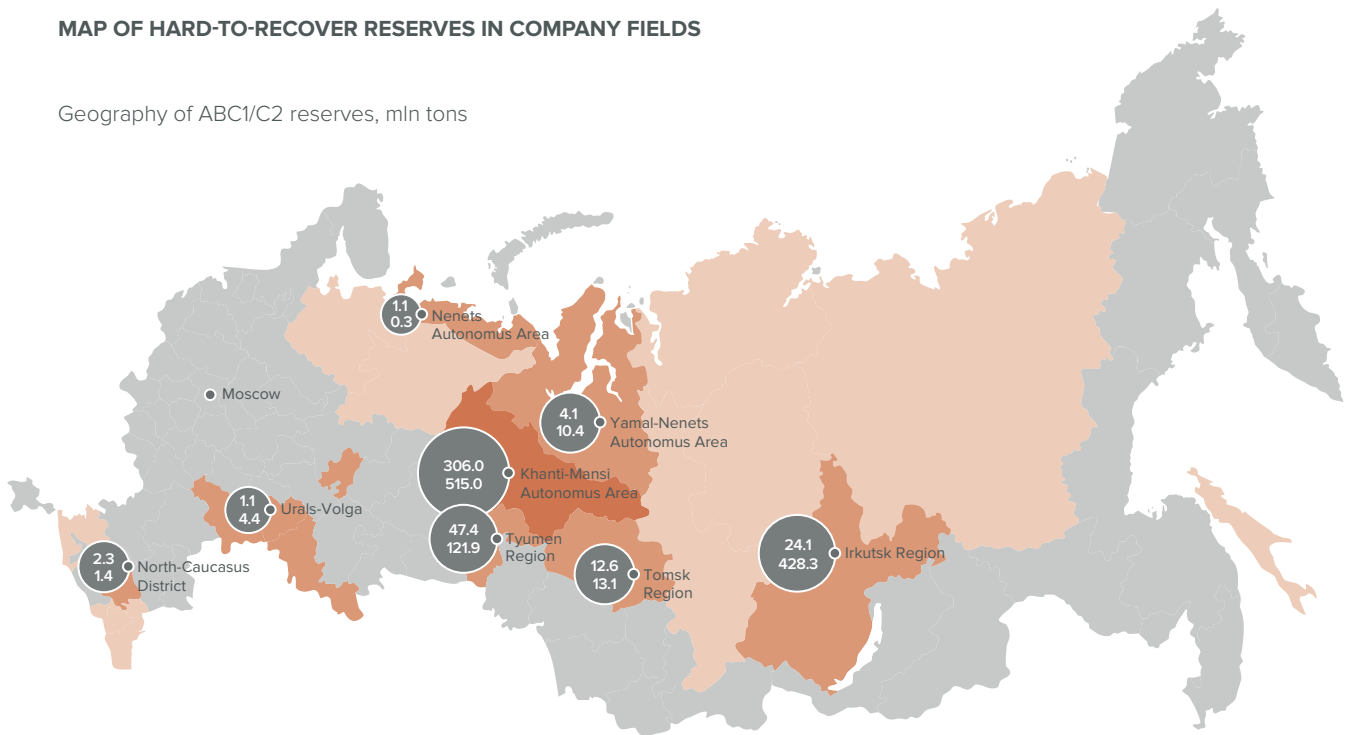 MAP OF HARD-TO-RECOVER RESERVES IN COMPANY FIELDS
Geography of ABC1/C2 reserves, mln tons
1.1
0.3
Nenets
Autonomus Area
Moscow
4.1
10.4
Yamal-Nenets
Autonomus Area
306.0
515.0
Khanti-Mansi
Autonomus Area
1.1
4.4
Urals-Volga
47.4
121.9
Tyumen
Region
24.1
428.3
Irkutsk Region
2.3
1.4
North-Caucasus
District
12.6
13.1
Tomsk
Region